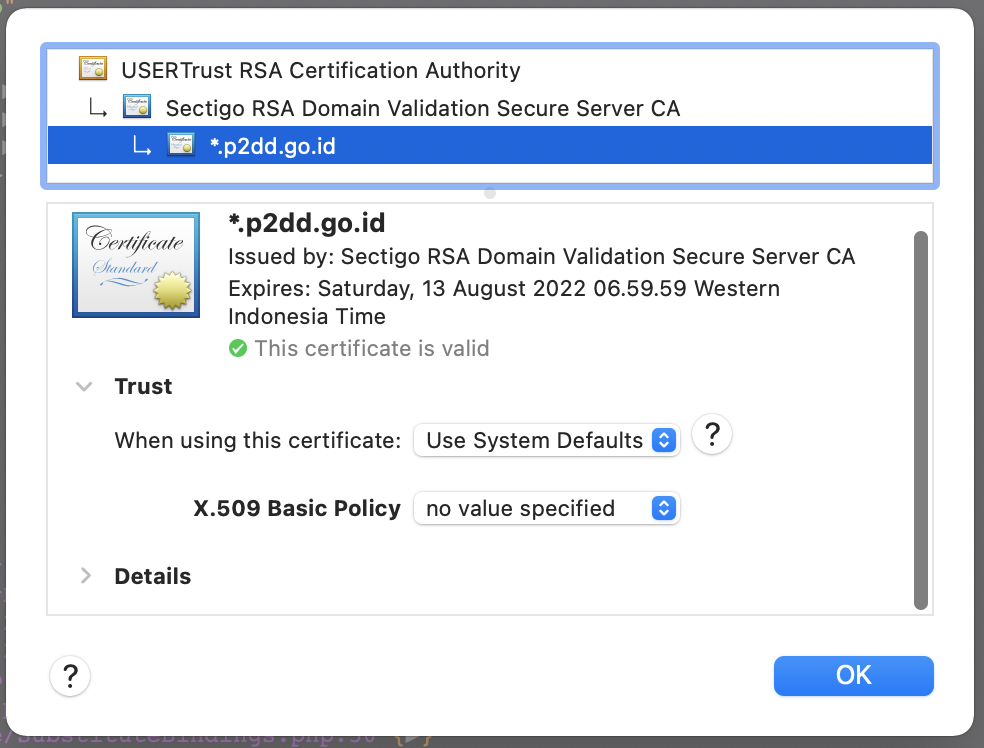 USERTrust RSA Certification Authority
Sectigo RSA Domain Validation Secure Server CA
*.p2dd.go.id
Certificate
Standard
*.p2dd.go.id
Issued by: Sectigo RSA Domain Validation Secure Server CA
Expires: Saturday, 13 August 2022 06.59.59 Western
Indonesia Time
This certificate is valid
Trust
When using this certificate: Use System Defaults ?
X.509 Basic Policy no value specified
Details
? OK